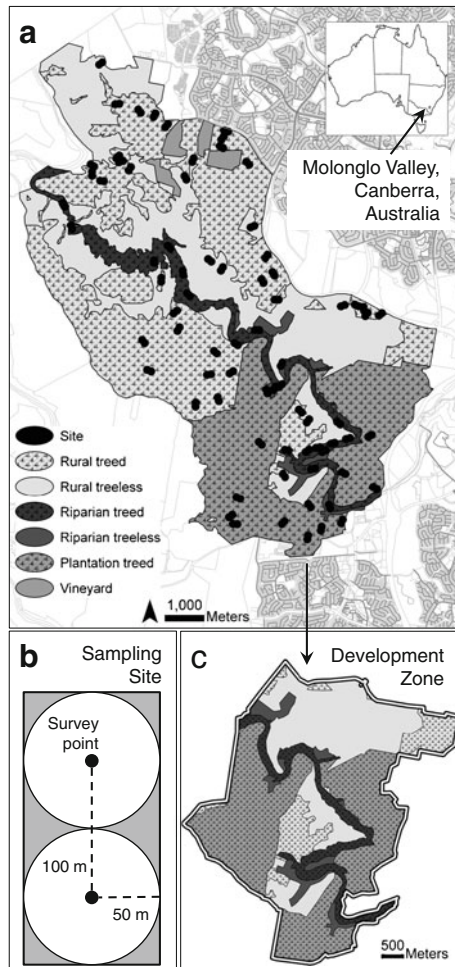 a
Molonglo Valley,
Canberra,
Australia
Site
Rural treed
Rural treeless
Riparian treed
Riparian treeless
Plantation treed
Vineyard
1,000
Meters
b
Sampling
Site
Survey
point
100 m
50 m
c
Development
Zone
500
Meters